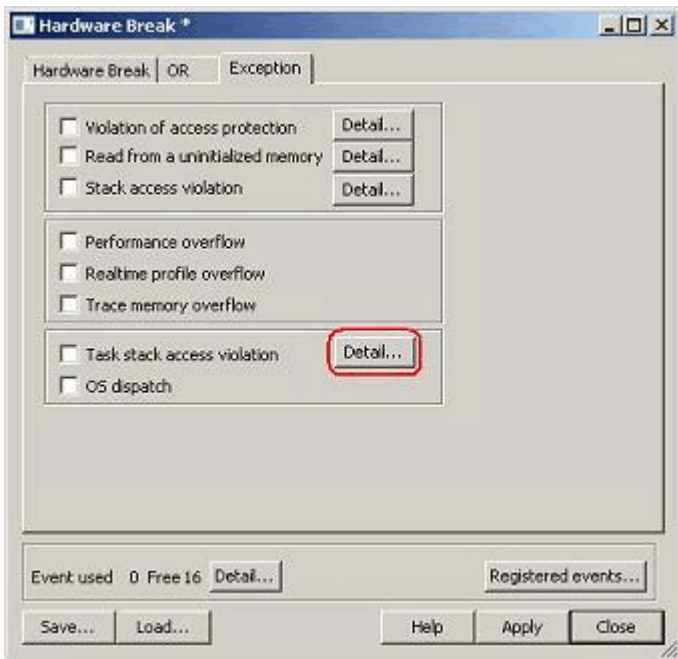 Hardware Break *
Hardware Break OR Exception
Violation of access protection Detail...
Read from a uninitialized memory Detail...
Stack access violation Detail...
Performance overflow
Realtime profile overflow
Trace memory overflow
Task stack access violation Detail...
OS dispatch
Event used 0 Free 16 Detail... Registered events...
Save... Load... Help Apply Close